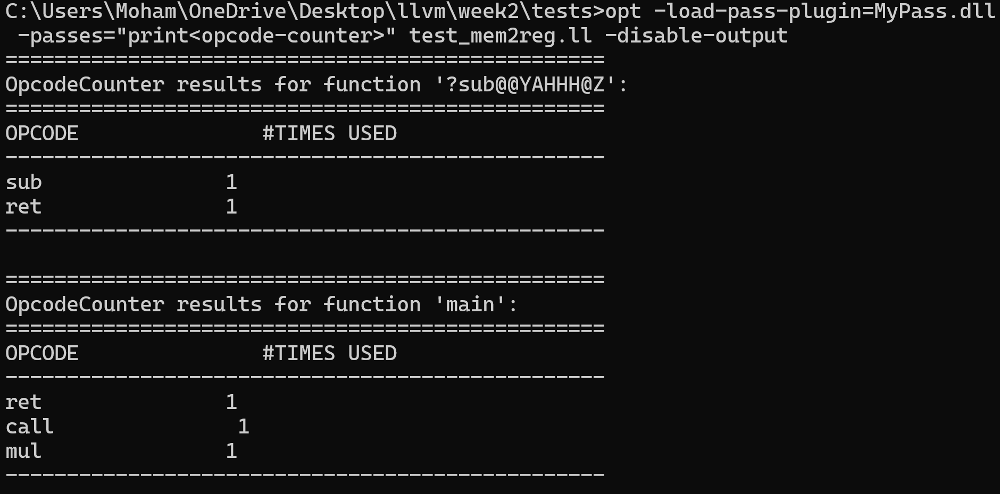 C:\Users\Moham\OneDrive\Desktop\llvm\week2\tests>opt -load-pass-plugin=MyPass.dll
 -passes="print<opcode-counter>" test_mem2reg.ll -disable-output
=================================================
OpcodeCounter results for function '?sub@@YAHHH@Z':
=================================================
OPCODE               #TIMES USED
-------------------------------------------------
sub               1
ret               1
-------------------------------------------------
=================================================
OpcodeCounter results for function 'main':
=================================================
OPCODE               #TIMES USED
-------------------------------------------------
ret               1
call               1
mul               1
-------------------------------------------------